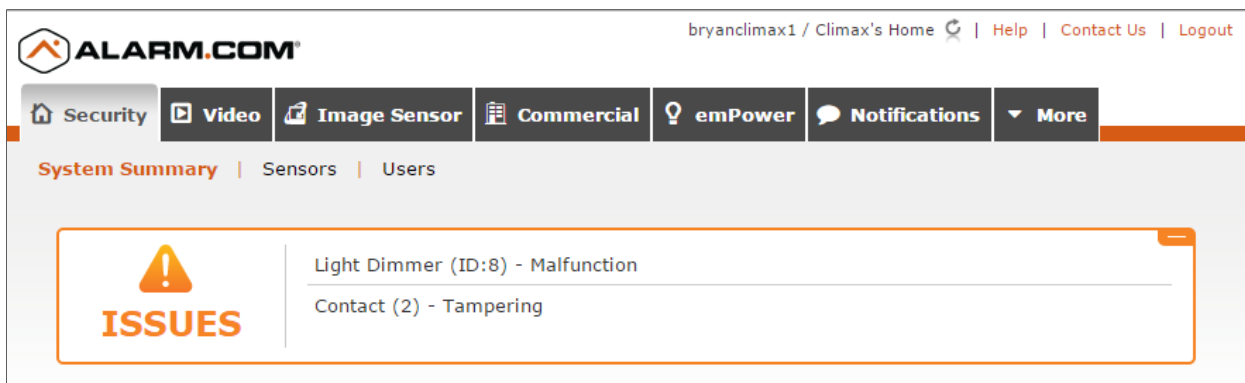 bryanclimax1 / Climax's Home | Help | Contact Us | Logout
ALARM.COM®
Security Video Image Sensor Commercial emPower Notifications More
System Summary | Sensors | Users
Light Dimmer (ID:8) - Malfunction
Contact (2) - Tampering
ISSUES